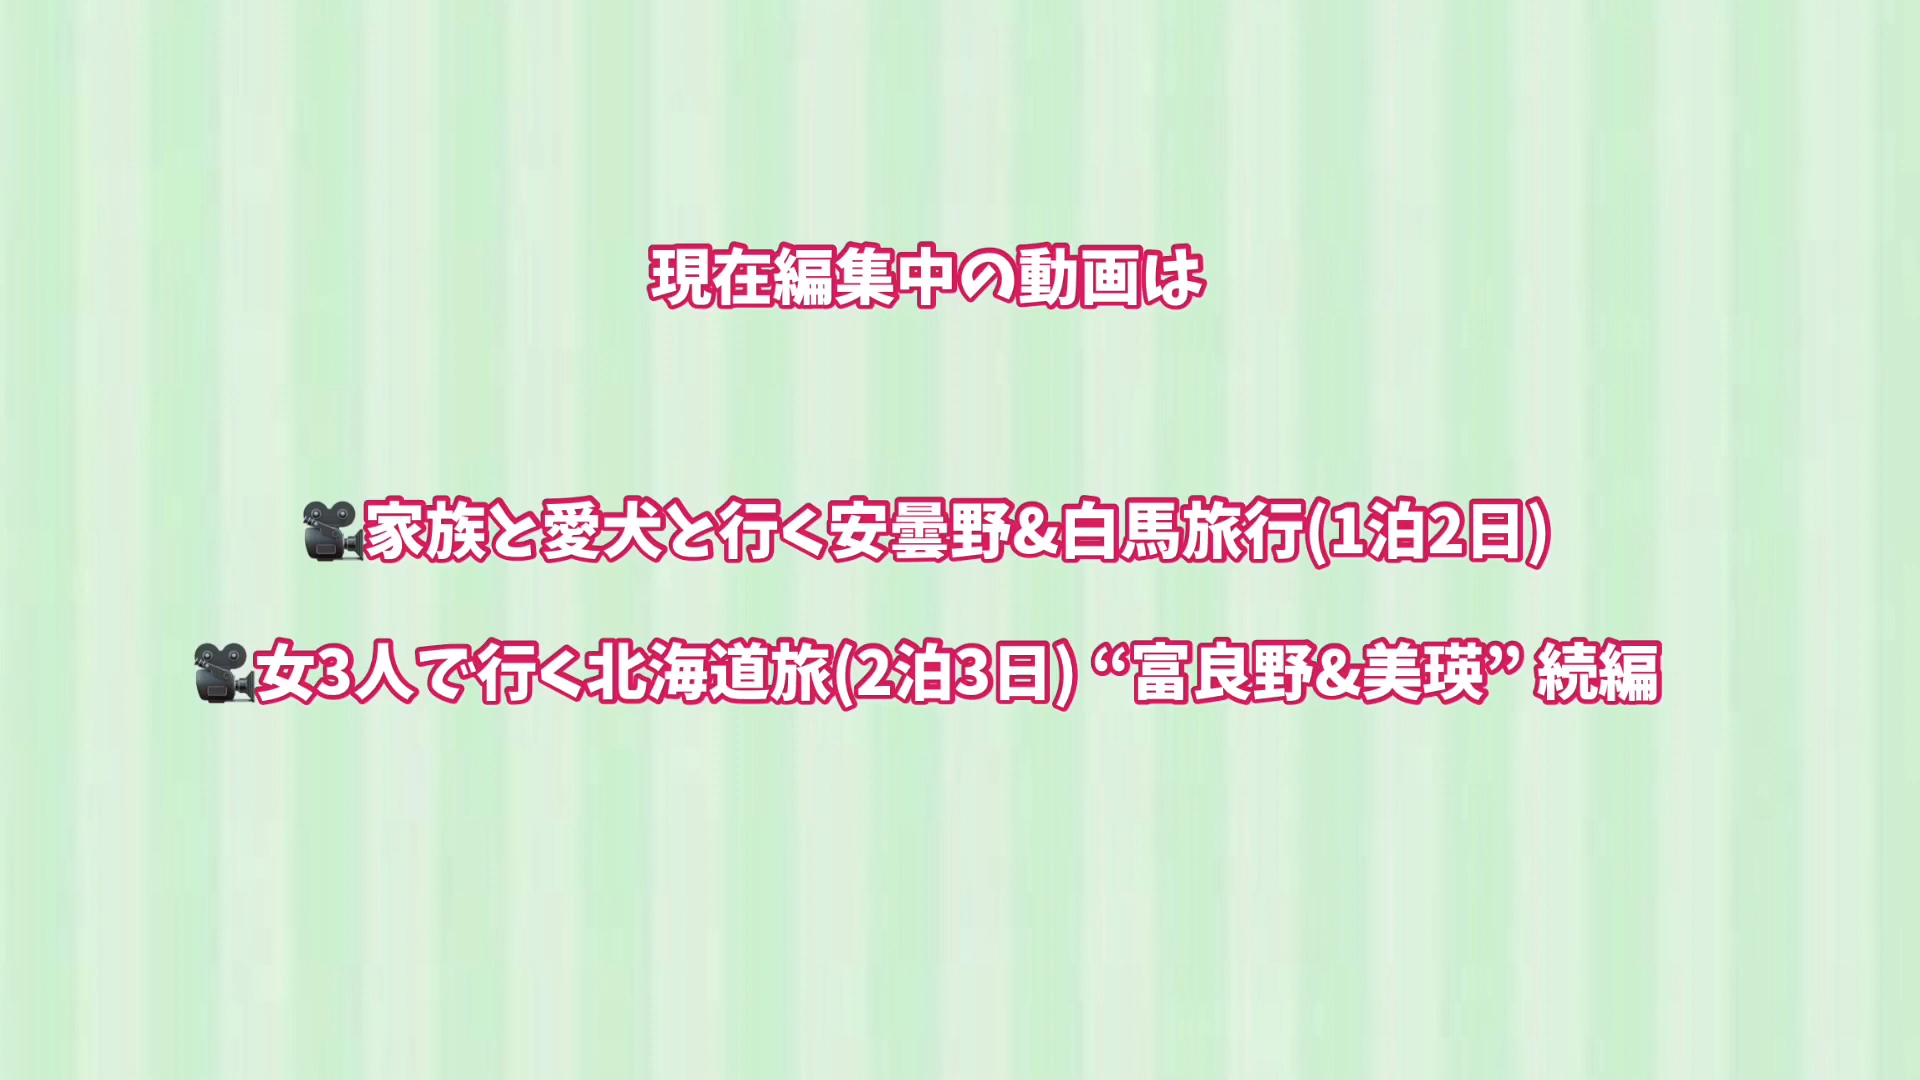 現在編集中の動画は
🎥家族と愛犬と行く安曇野&白馬旅行(1泊2日)
🎥女3人で行く北海道旅(2泊3日) “富良野&美瑛” 続編